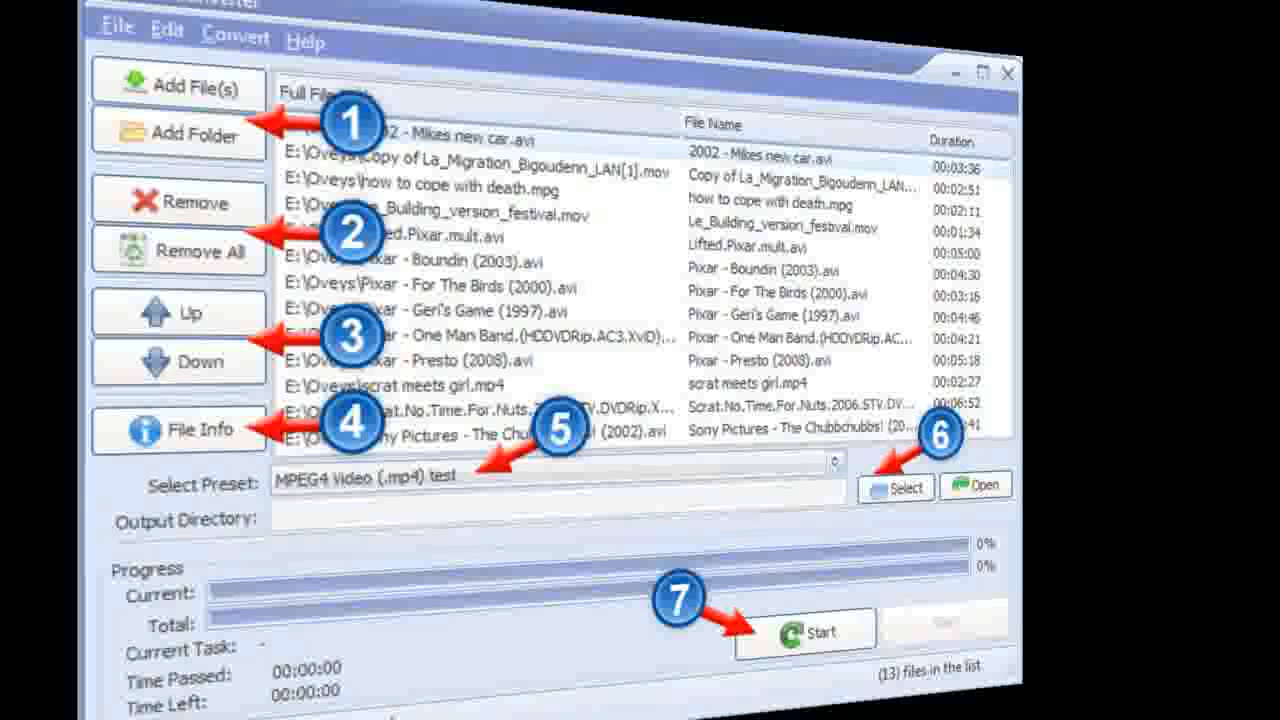 File Edit Convert Help
Add File(s)
Add Folder
Remove
Remove All
Up
Down
File Info
1
2
3
4
5
6
7
Full File
File Name
Duration
2 - Mikes new car.avi 2002 - Mikes new car.avi 00:03:36
E:\Oveys\Copy of La_Migration_Bigoudenn_LAN[1].mov Copy of La_Migration_Bigoudenn_LAN... 00:02:51
E:\Oveys\how to cope with death.mpg how to cope with death.mpg 00:02:11
E:\Oveys _Building_version_festival.mov Le_Building_version_festival.mov 00:01:34
ed.Pixar.mult.avi Lifted.Pixar.mult.avi 00:05:00
E:\Oveys\Pixar - Boundin (2003).avi Pixar - Boundin (2003).avi 00:04:30
E:\Oveys\Pixar - For The Birds (2000).avi Pixar - For The Birds (2000).avi 00:03:16
E:\Oveys\Pixar - Geri's Game (1997).avi Pixar - Geri's Game (1997).avi 00:04:46
ar - One Man Band.(HDDVDRip.AC3.XviD)... Pixar - One Man Band.(HDDVDRip.AC... 00:04:21
E:\Oveys\Pixar - Presto (2008).avi Pixar - Presto (2008).avi 00:05:18
E:\Oveys\scrat meets girl.mp4 scrat meets girl.mp4 00:02:27
E:\Oveys rat.No.Time.For.Nuts. TV.DVDRip.X... Scrat.No.Time.For.Nuts.2006.STV.DV... 00:06:52
ny Pictures - The Chu ! (2002).avi Sony Pictures - The Chubbchubbs! (20... :41
Select Preset: MPEG4 Video (.mp4) test
Select Open
Output Directory:
Progress
Current: 0%
Total: 0%
Current Task: -
Time Passed: 00:00:00
Time Left: 00:00:00
Start
(13) files in the list